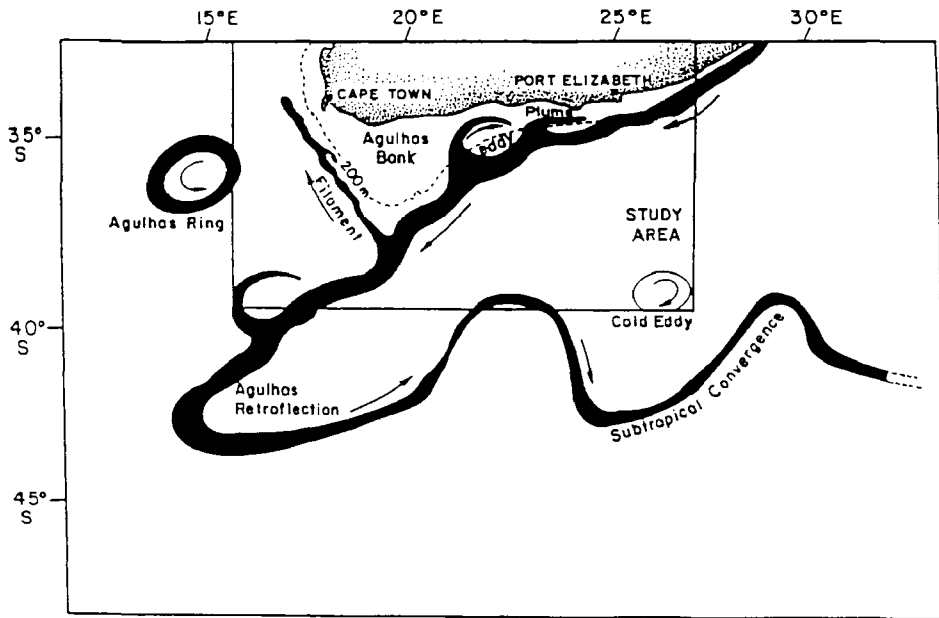 15°E 20°E 25°E 30°E
PORT ELIZABETH
CAPE TOWN
Plume
35°
S
Agulhas
Bank
Eddy
200m
Filament
Agulhas Ring
STUDY
AREA
Cold Eddy
40°
S
Agulhas
Retroflection
Subtropical Convergence
45°
S